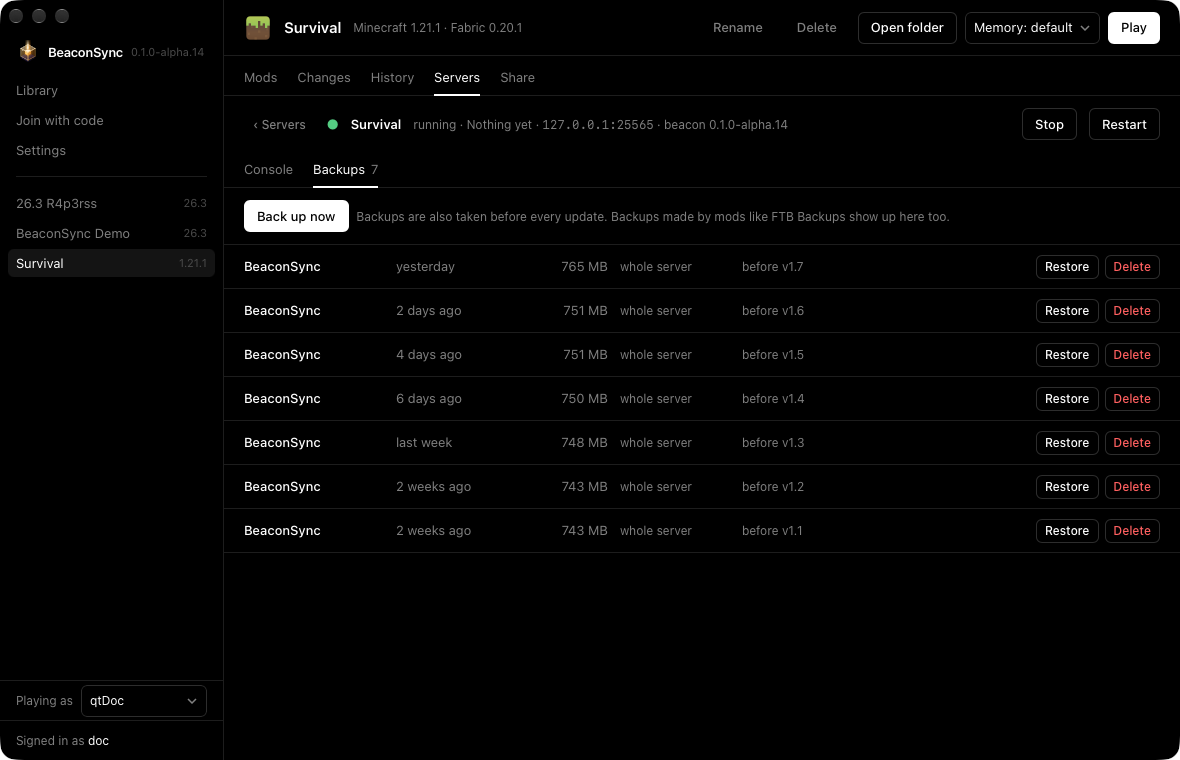 BeaconSync 0.1.0-alpha.14
Library
Join with code
Settings
26.3 R4p3rss 26.3
BeaconSync Demo 26.3
Survival 1.21.1
Playing as qtDoc
Signed in as doc
Survival Minecraft 1.21.1 · Fabric 0.20.1 Rename Delete Open folder Memory: default Play
Mods Changes History Servers Share
‹ Servers Survival running · Nothing yet · 127.0.0.1:25565 · beacon 0.1.0-alpha.14 Stop Restart
Console Backups 7
Back up now Backups are also taken before every update. Backups made by mods like FTB Backups show up here too.
BeaconSync yesterday 765 MB whole server before v1.7 Restore Delete
BeaconSync 2 days ago 751 MB whole server before v1.6 Restore Delete
BeaconSync 4 days ago 751 MB whole server before v1.5 Restore Delete
BeaconSync 6 days ago 750 MB whole server before v1.4 Restore Delete
BeaconSync last week 748 MB whole server before v1.3 Restore Delete
BeaconSync 2 weeks ago 743 MB whole server before v1.2 Restore Delete
BeaconSync 2 weeks ago 743 MB whole server before v1.1 Restore Delete